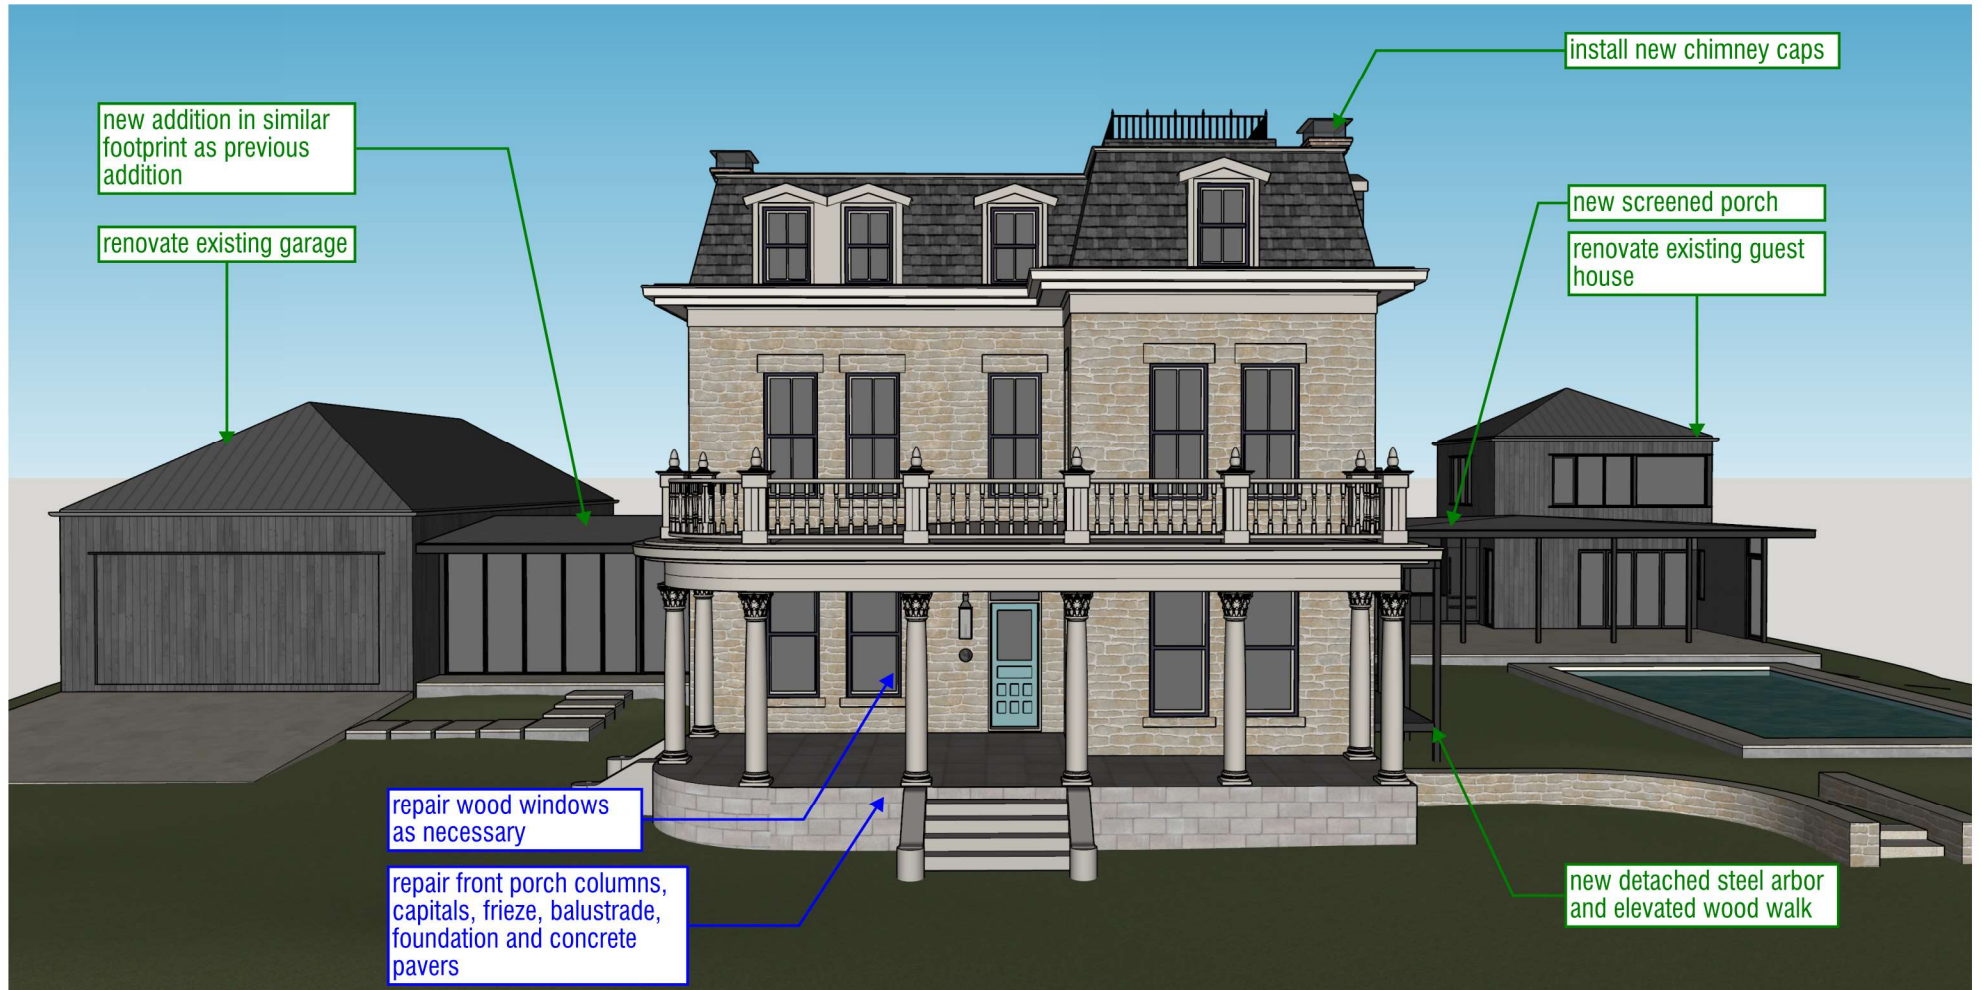 install new chimney caps
new addition in similar
footprint as previous
addition
new screened porch
renovate existing garage
renovate existing guest
house
repair wood windows
as necessary
repair front porch columns,
capitals, frieze, balustrade,
foundation and concrete
pavers
new detached steel arbor
and elevated wood walk